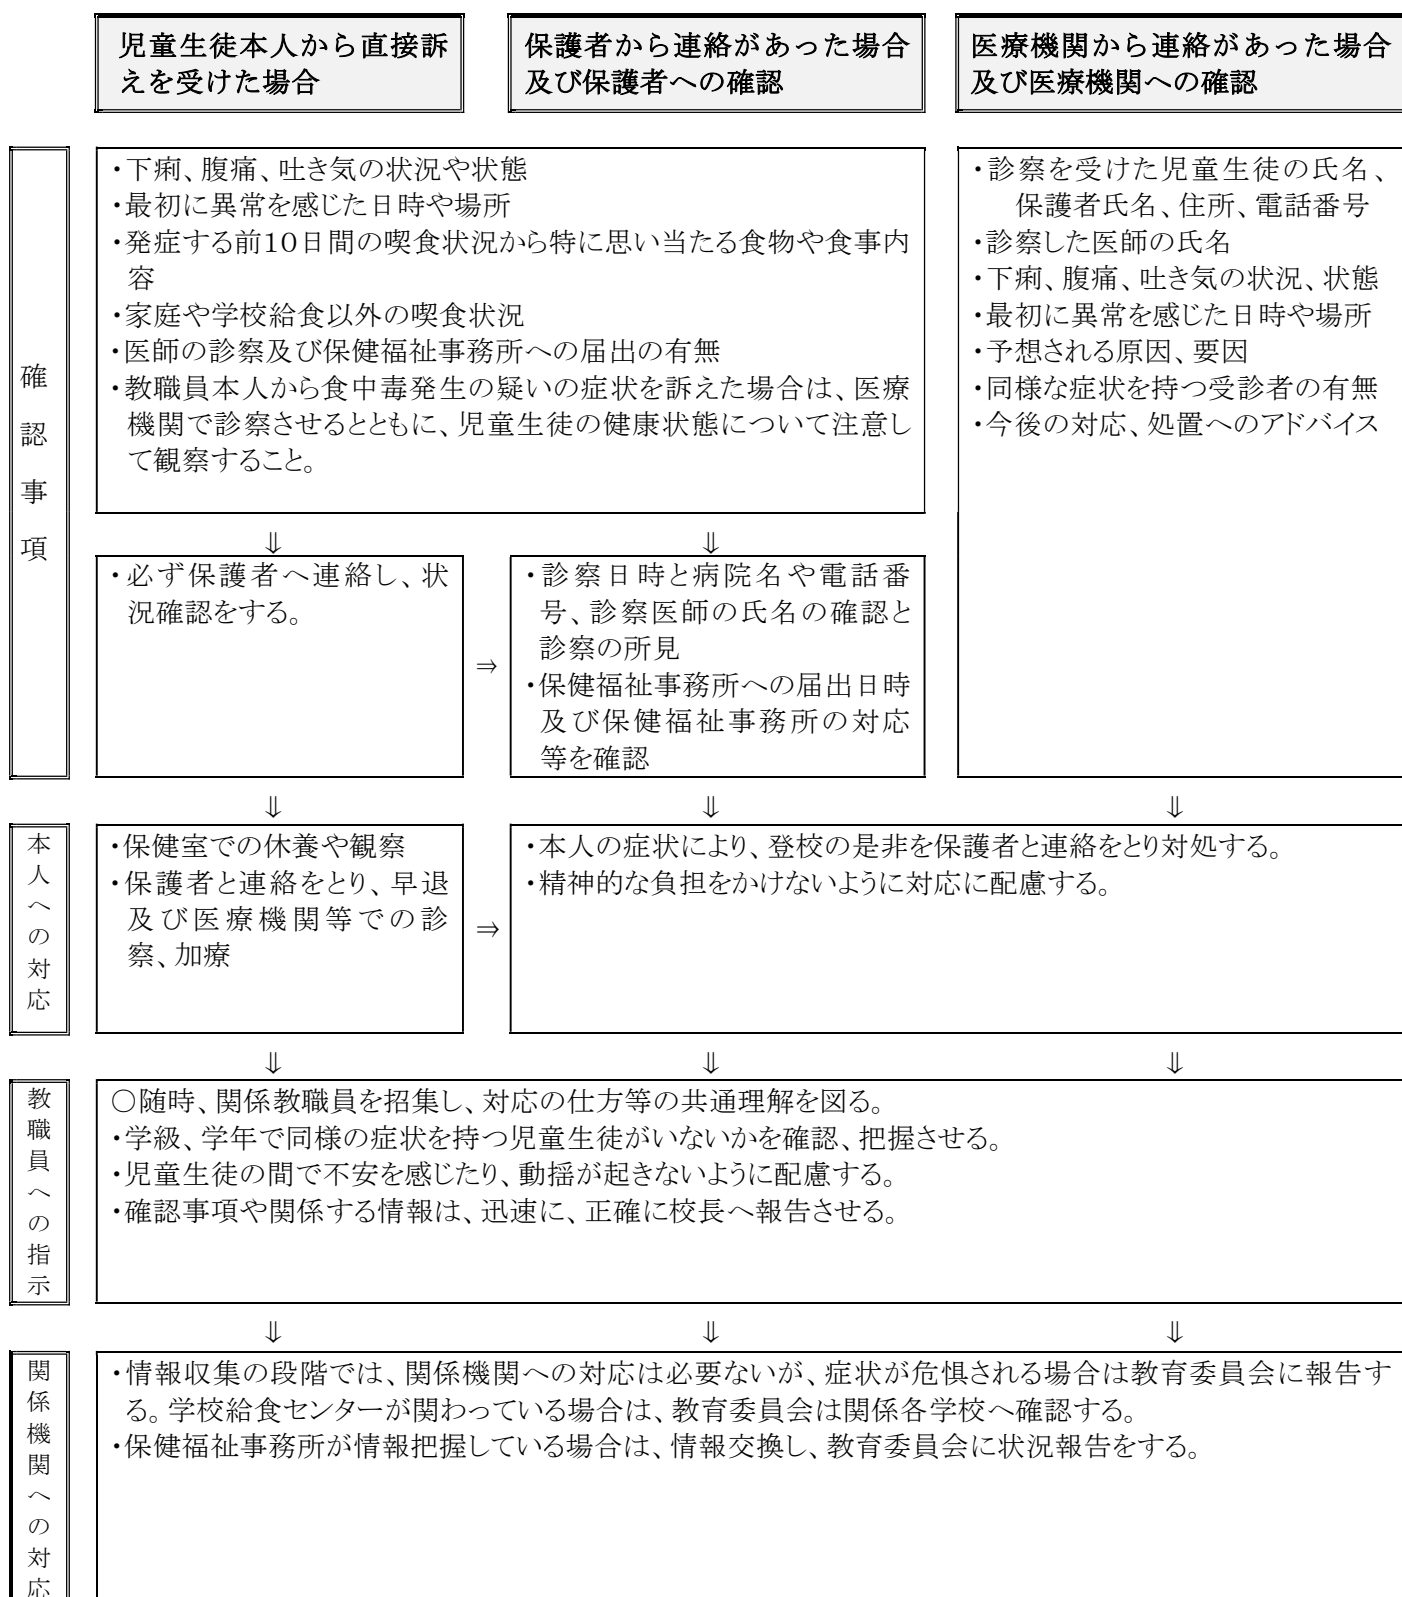 児童生徒本人から直接訴
えを受けた場合
保護者から連絡があった場合
及び保護者への確認
医療機関から連絡があった場合
及び医療機関への確認
確認事項
・下痢、腹痛、吐き気の状況や状態
・最初に異常を感じた日時や場所
・発症する前10日間の喫食状況から特に思い当たる食物や食事内
容
・家庭や学校給食以外の喫食状況
・医師の診察及び保健福祉事務所への届出の有無
・教職員本人から食中毒発生の疑いの症状を訴えた場合は、医療
機関で診察させるとともに、児童生徒の健康状態について注意し
て観察すること。
・診察を受けた児童生徒の氏名、
保護者氏名、住所、電話番号
・診察した医師の氏名
・下痢、腹痛、吐き気の状況、状態
・最初に異常を感じた日時や場所
・予想される原因、要因
・同様な症状を持つ受診者の有無
・今後の対応、処置へのアドバイス
⇓ ⇓
・必ず保護者へ連絡し、状
況確認をする。
⇒
・診察日時と病院名や電話番
号、診察医師の氏名の確認と
診察の所見
・保健福祉事務所への届出日時
及び保健福祉事務所の対応
等を確認
⇓ ⇓ ⇓
本人への対応
・保健室での休養や観察
・保護者と連絡をとり、早退
及び医療機関等での診
察、加療
⇒
・本人の症状により、登校の是非を保護者と連絡をとり対処する。
・精神的な負担をかけないように対応に配慮する。
⇓ ⇓ ⇓
教職員への指示
○随時、関係教職員を招集し、対応の仕方等の共通理解を図る。
・学級、学年で同様の症状を持つ児童生徒がいないかを確認、把握させる。
・児童生徒の間で不安を感じたり、動揺が起きないように配慮する。
・確認事項や関係する情報は、迅速に、正確に校長へ報告させる。
⇓ ⇓ ⇓
関係機関への対応
・情報収集の段階では、関係機関への対応は必要ないが、症状が危惧される場合は教育委員会に報告す
る。学校給食センターが関わっている場合は、教育委員会は関係各学校へ確認する。
・保健福祉事務所が情報把握している場合は、情報交換し、教育委員会に状況報告をする。